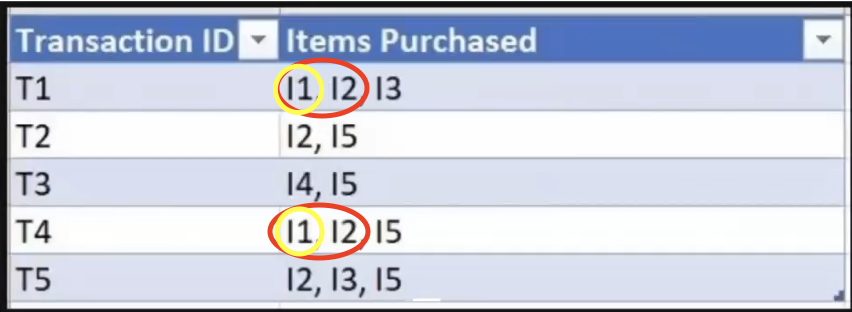 Transaction ID Items Purchased
T1 I1, I2, I3
T2 I2, I5
T3 I4, I5
T4 I1, I2, I5
T5 I2, I3, I5